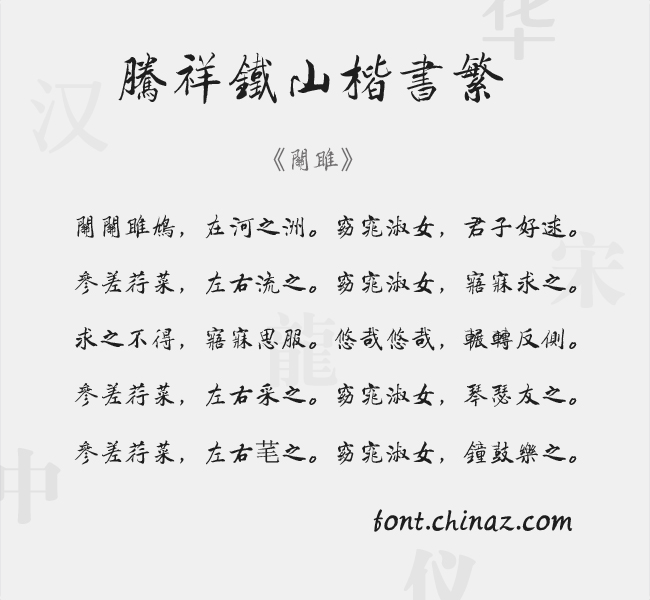 華
汉
騰祥鐵山楷書繁
《關雎》
關關雎鳩，在河之洲。窈窕淑女，君子好逑。
宋
參差荇菜，左右流之。窈窕淑女，寤寐求之。
求之不得，寤寐思服。悠哉悠哉，輾轉反側。
龍
參差荇菜，左右采之。窈窕淑女，琴瑟友之。
參差荇菜，左右芼之。窈窕淑女，鐘鼓樂之。
中
font.chinaz.com
仪